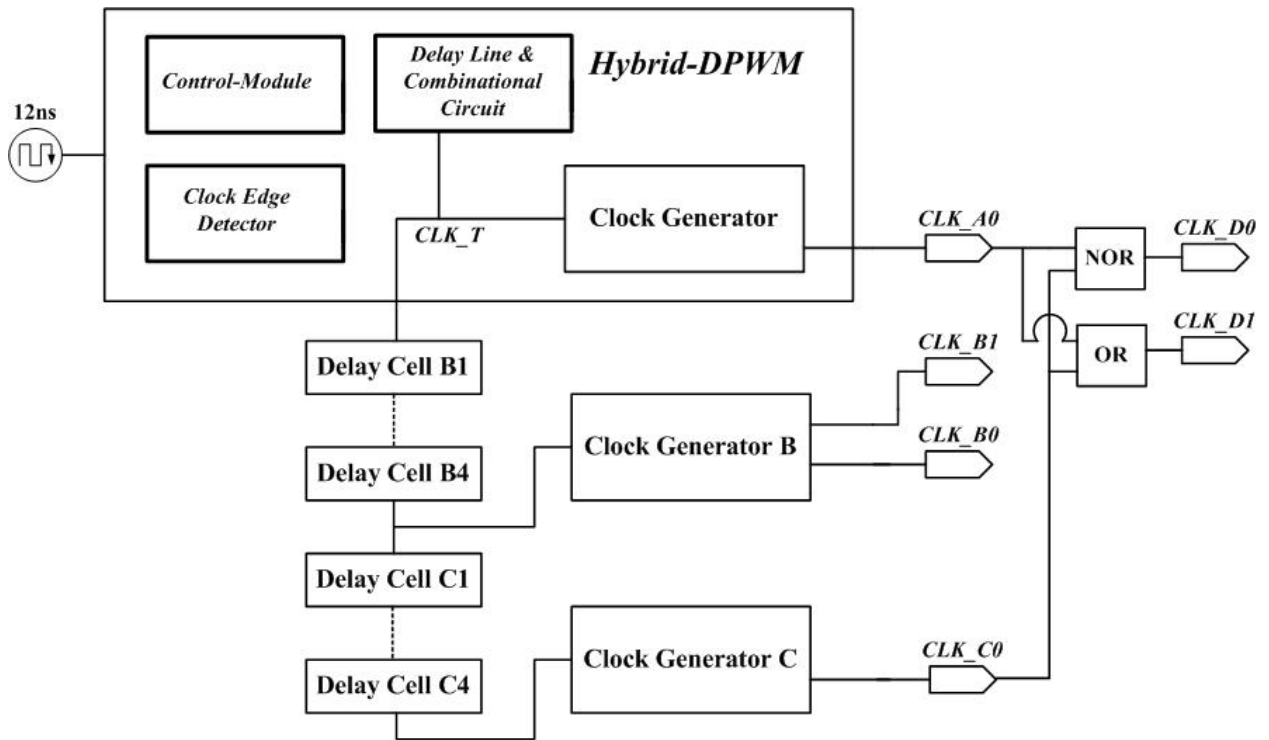 12ns
Control-Module
Delay Line &
Combinational
Circuit
Hybrid-DPWM
Clock Edge
Detector
CLK_T
Clock Generator
CLK_A0
NOR
CLK_D0
OR
CLK_D1
Delay Cell B1
Delay Cell B4
Clock Generator B
CLK_B1
CLK_B0
Delay Cell C1
Delay Cell C4
Clock Generator C
CLK_C0